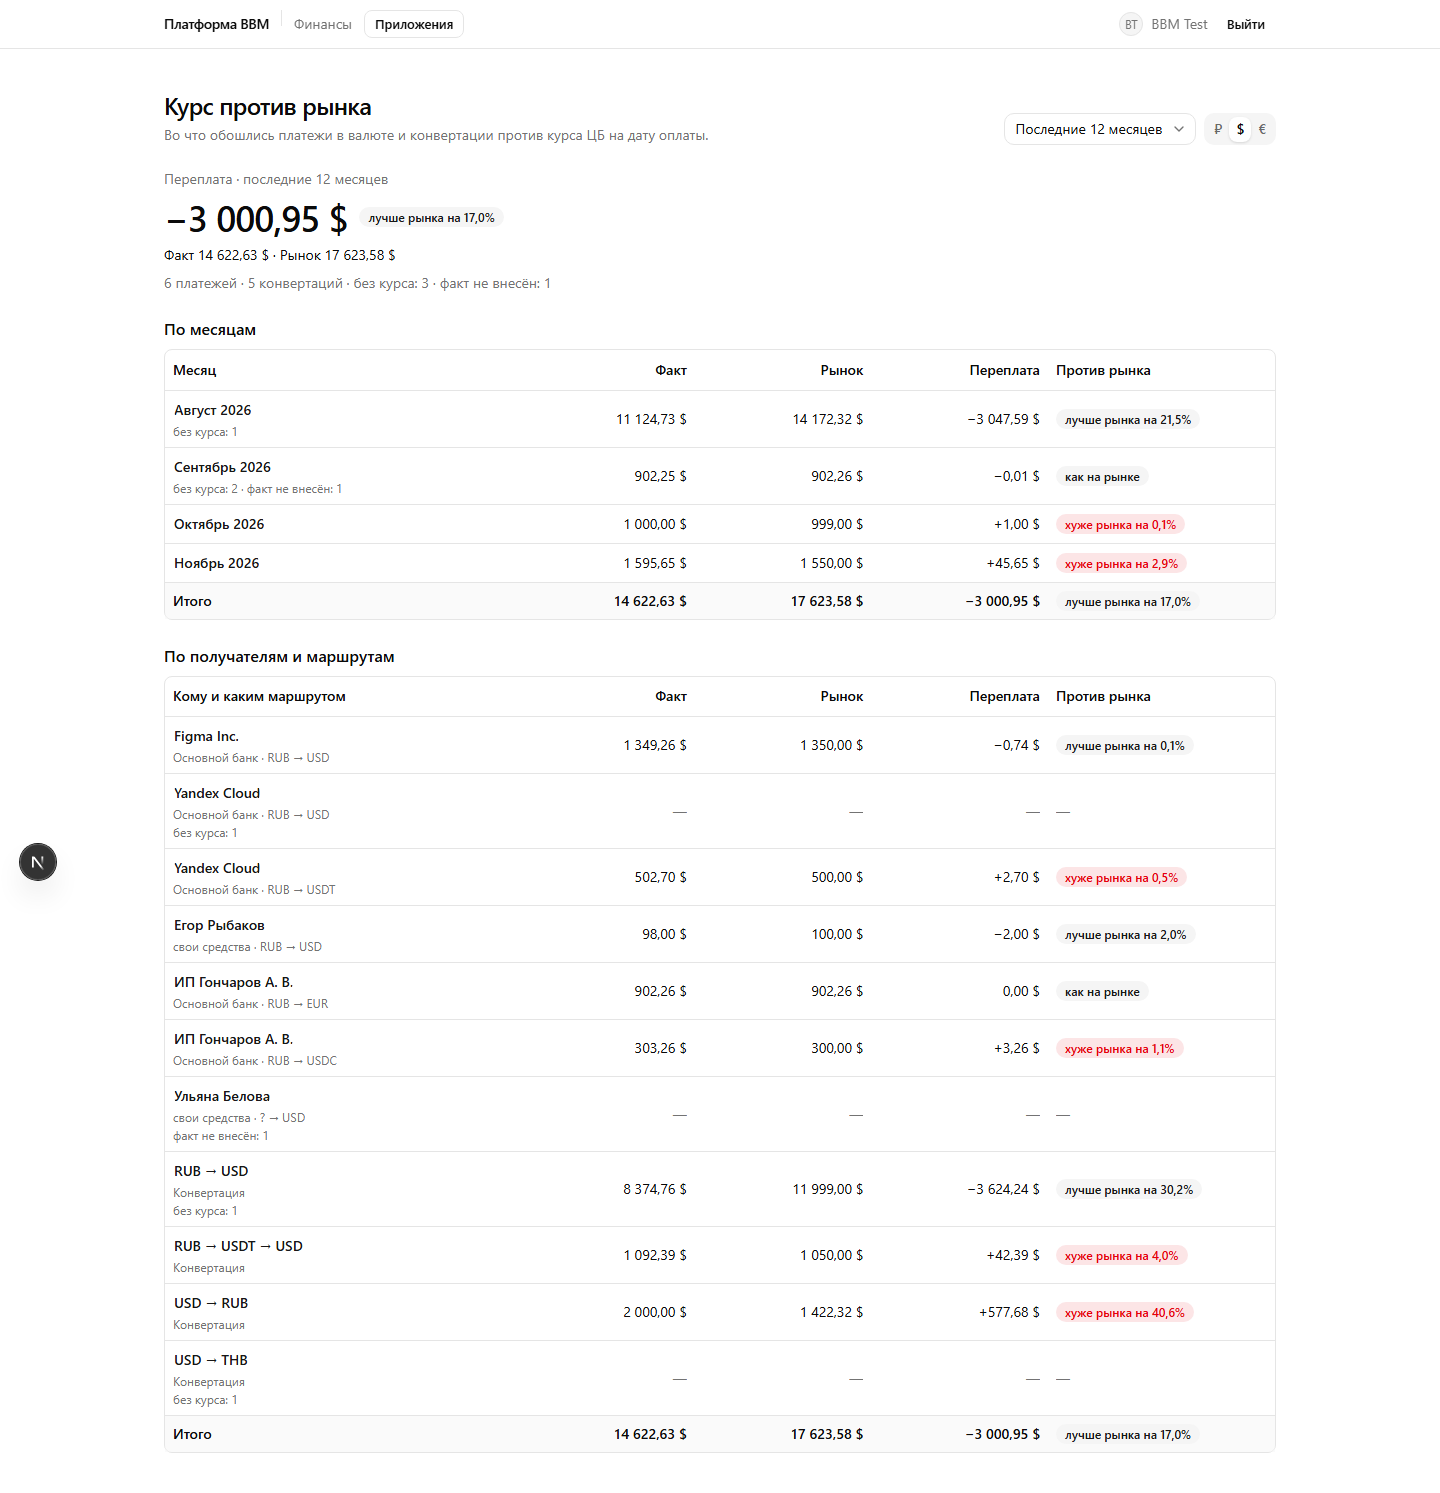 Платформа BBM Финансы Приложения BT BBM Test Выйти
Курс против рынка
Во что обошлись платежи в валюте и конвертации против курса ЦБ на дату оплаты.
Последние 12 месяцев ₽ $ €
Переплата · последние 12 месяцев
−3 000,95 $ лучше рынка на 17,0%
Факт 14 622,63 $ · Рынок 17 623,58 $
6 платежей · 5 конвертаций · без курса: 3 · факт не внесён: 1
По месяцам
Месяц Факт Рынок Переплата Против рынка
Август 2026 11 124,73 $ 14 172,32 $ −3 047,59 $ лучше рынка на 21,5%
без курса: 1
Сентябрь 2026 902,25 $ 902,26 $ −0,01 $ как на рынке
без курса: 2 · факт не внесён: 1
Октябрь 2026 1 000,00 $ 999,00 $ +1,00 $ хуже рынка на 0,1%
Ноябрь 2026 1 595,65 $ 1 550,00 $ +45,65 $ хуже рынка на 2,9%
Итого 14 622,63 $ 17 623,58 $ −3 000,95 $ лучше рынка на 17,0%
По получателям и маршрутам
Кому и каким маршрутом Факт Рынок Переплата Против рынка
Figma Inc. 1 349,26 $ 1 350,00 $ −0,74 $ лучше рынка на 0,1%
Основной банк · RUB → USD
Yandex Cloud — — — —
Основной банк · RUB → USD
без курса: 1
Yandex Cloud 502,70 $ 500,00 $ +2,70 $ хуже рынка на 0,5%
Основной банк · RUB → USDT
Егор Рыбаков 98,00 $ 100,00 $ −2,00 $ лучше рынка на 2,0%
свои средства · RUB → USD
ИП Гончаров А. В. 902,26 $ 902,26 $ 0,00 $ как на рынке
Основной банк · RUB → EUR
ИП Гончаров А. В. 303,26 $ 300,00 $ +3,26 $ хуже рынка на 1,1%
Основной банк · RUB → USDC
Ульяна Белова — — — —
свои средства · ? → USD
факт не внесён: 1
RUB → USD 8 374,76 $ 11 999,00 $ −3 624,24 $ лучше рынка на 30,2%
Конвертация
без курса: 1
RUB → USDT → USD 1 092,39 $ 1 050,00 $ +42,39 $ хуже рынка на 4,0%
Конвертация
USD → RUB 2 000,00 $ 1 422,32 $ +577,68 $ хуже рынка на 40,6%
Конвертация
USD → THB — — — —
Конвертация
без курса: 1
Итого 14 622,63 $ 17 623,58 $ −3 000,95 $ лучше рынка на 17,0%